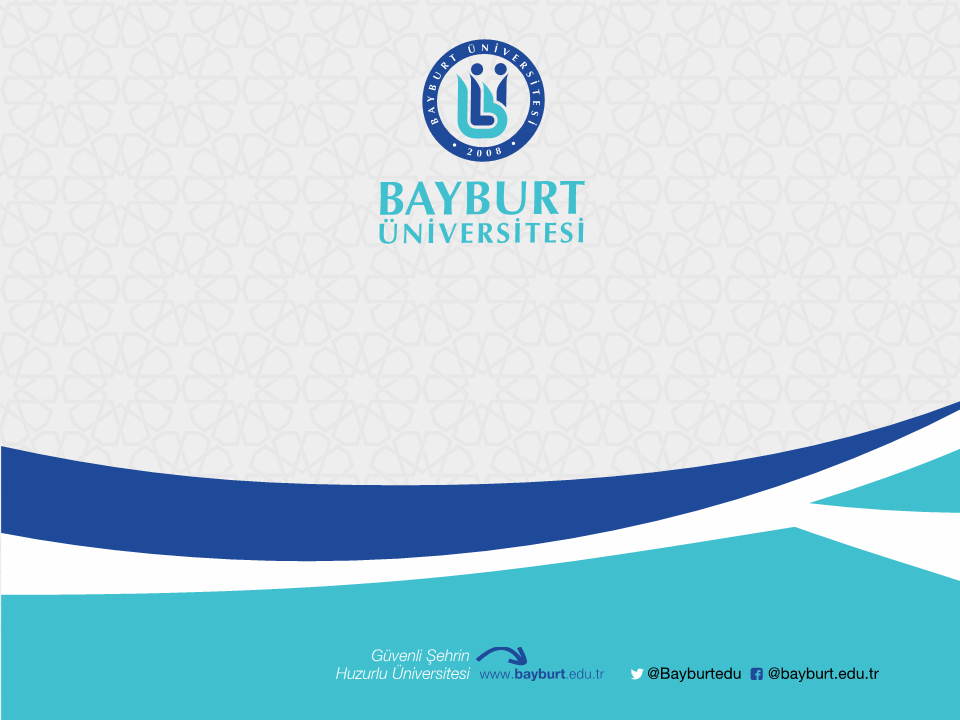 BAYBURT ÜNİVERSİTESİ
• 2008 •
BAYBURT
ÜNİVERSİTESİ
Güvenli Şehrin
Huzurlu Üniversitesi
www.bayburt.edu.tr
@Bayburtedu
@bayburt.edu.tr